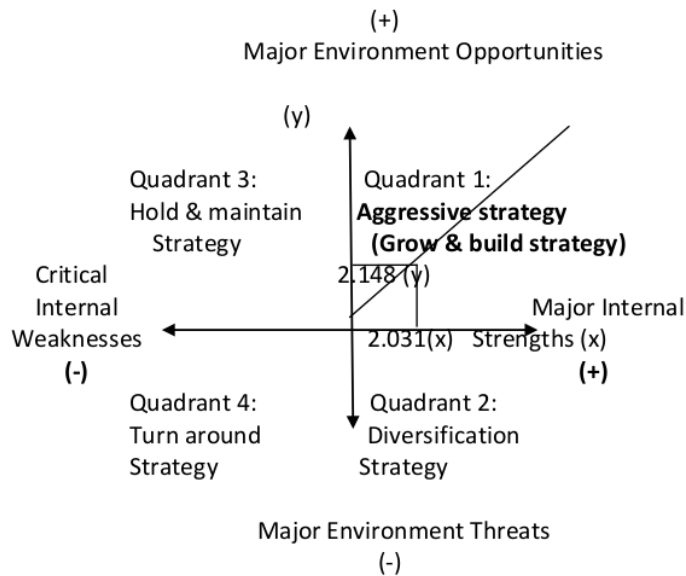 (+)
Major Environment Opportunities
(y)
Quadrant 3:
Hold & maintain
Strategy
Quadrant 1:
Aggressive strategy
(Grow & build strategy)
Critical
Internal
Weaknesses
(-)
2.148 (y)
2.031(x)
Major Internal
Strengths (x)
(+)
Quadrant 4:
Turn around
Strategy
Quadrant 2:
Diversification
Strategy
Major Environment Threats
(-)